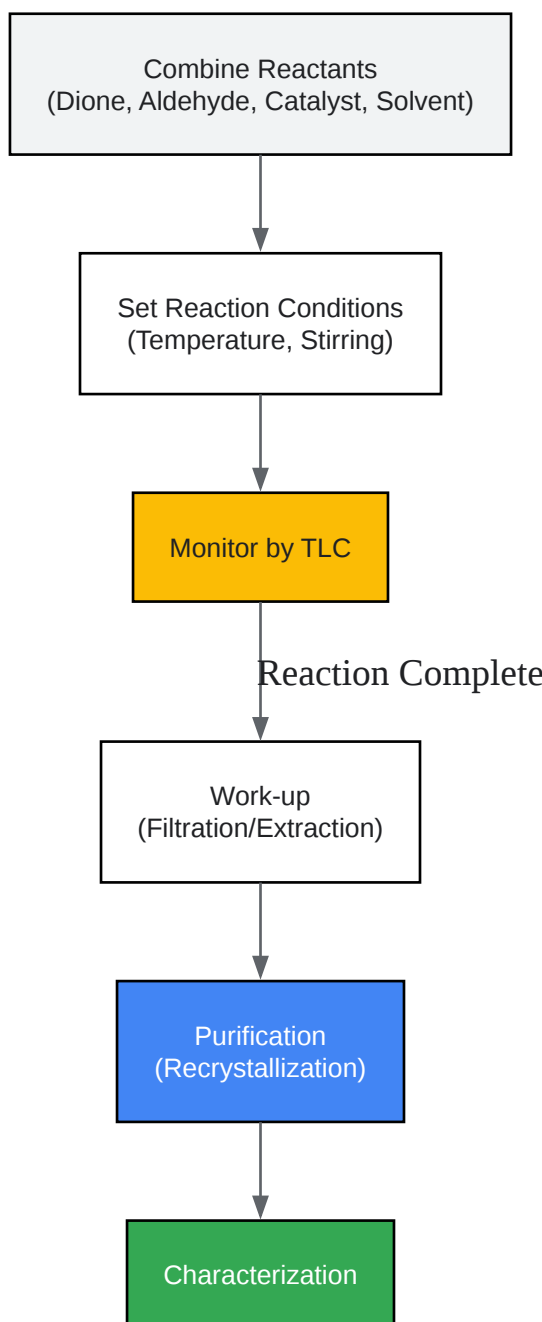 Combine Reactants
(Dione, Aldehyde, Catalyst, Solvent)
Set Reaction Conditions
(Temperature, Stirring)
Monitor by TLC
Reaction Complete
Work-up
(Filtration/Extraction)
Purification
(Recrystallization)
Characterization